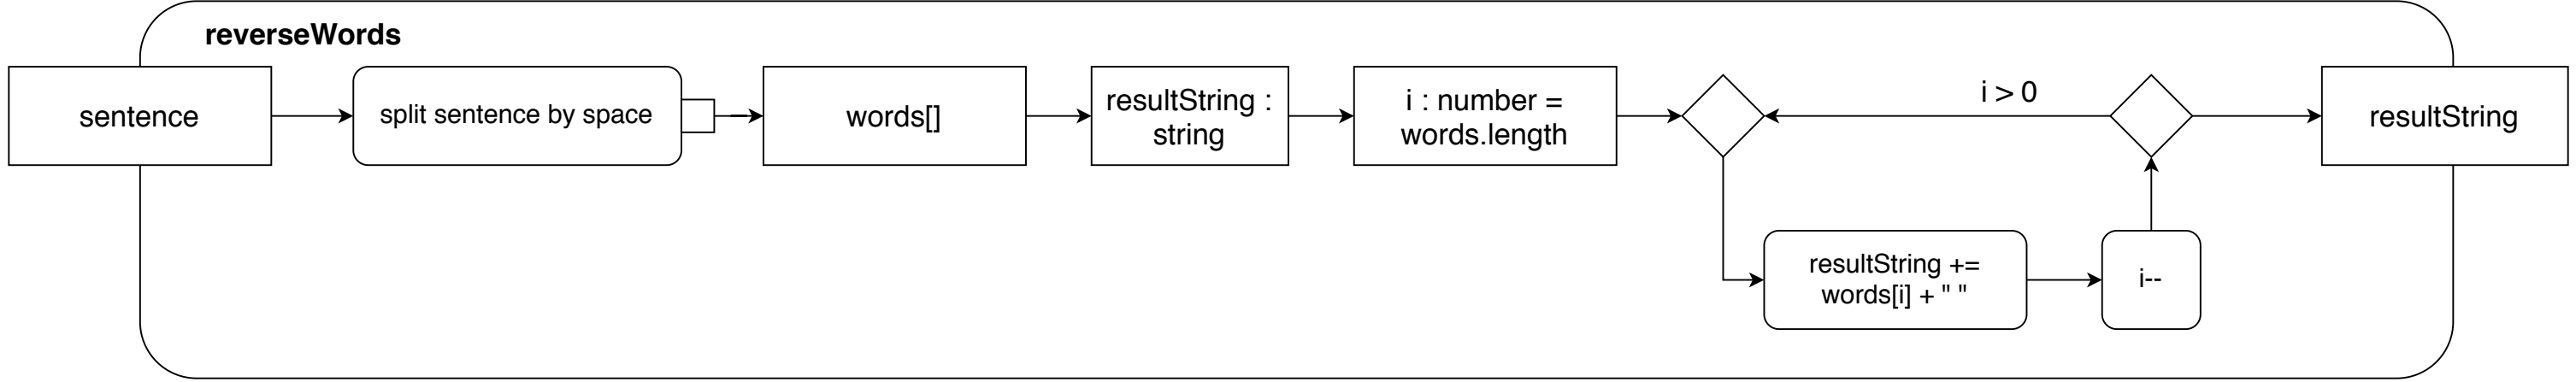 reverseWords
sentence
split sentence by space
words[]
resultString :
string
i : number =
words.length
i > 0
resultString
resultString +=
words[i] + " "
i--